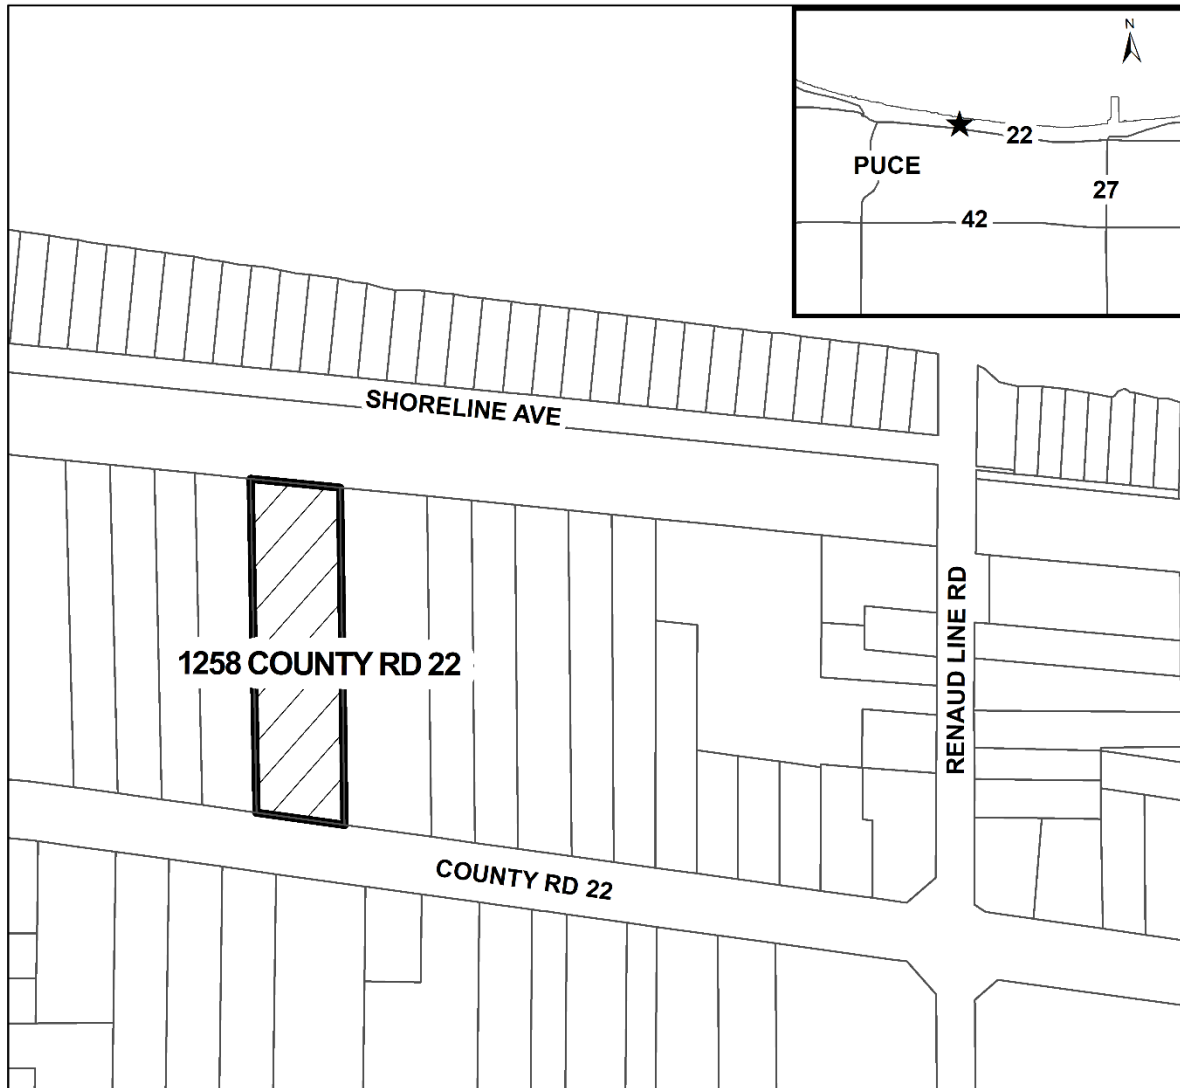 N
22
PUCE
27
42
SHORELINE AVE
1258 COUNTY RD 22
RENAUD LINE RD
COUNTY RD 22